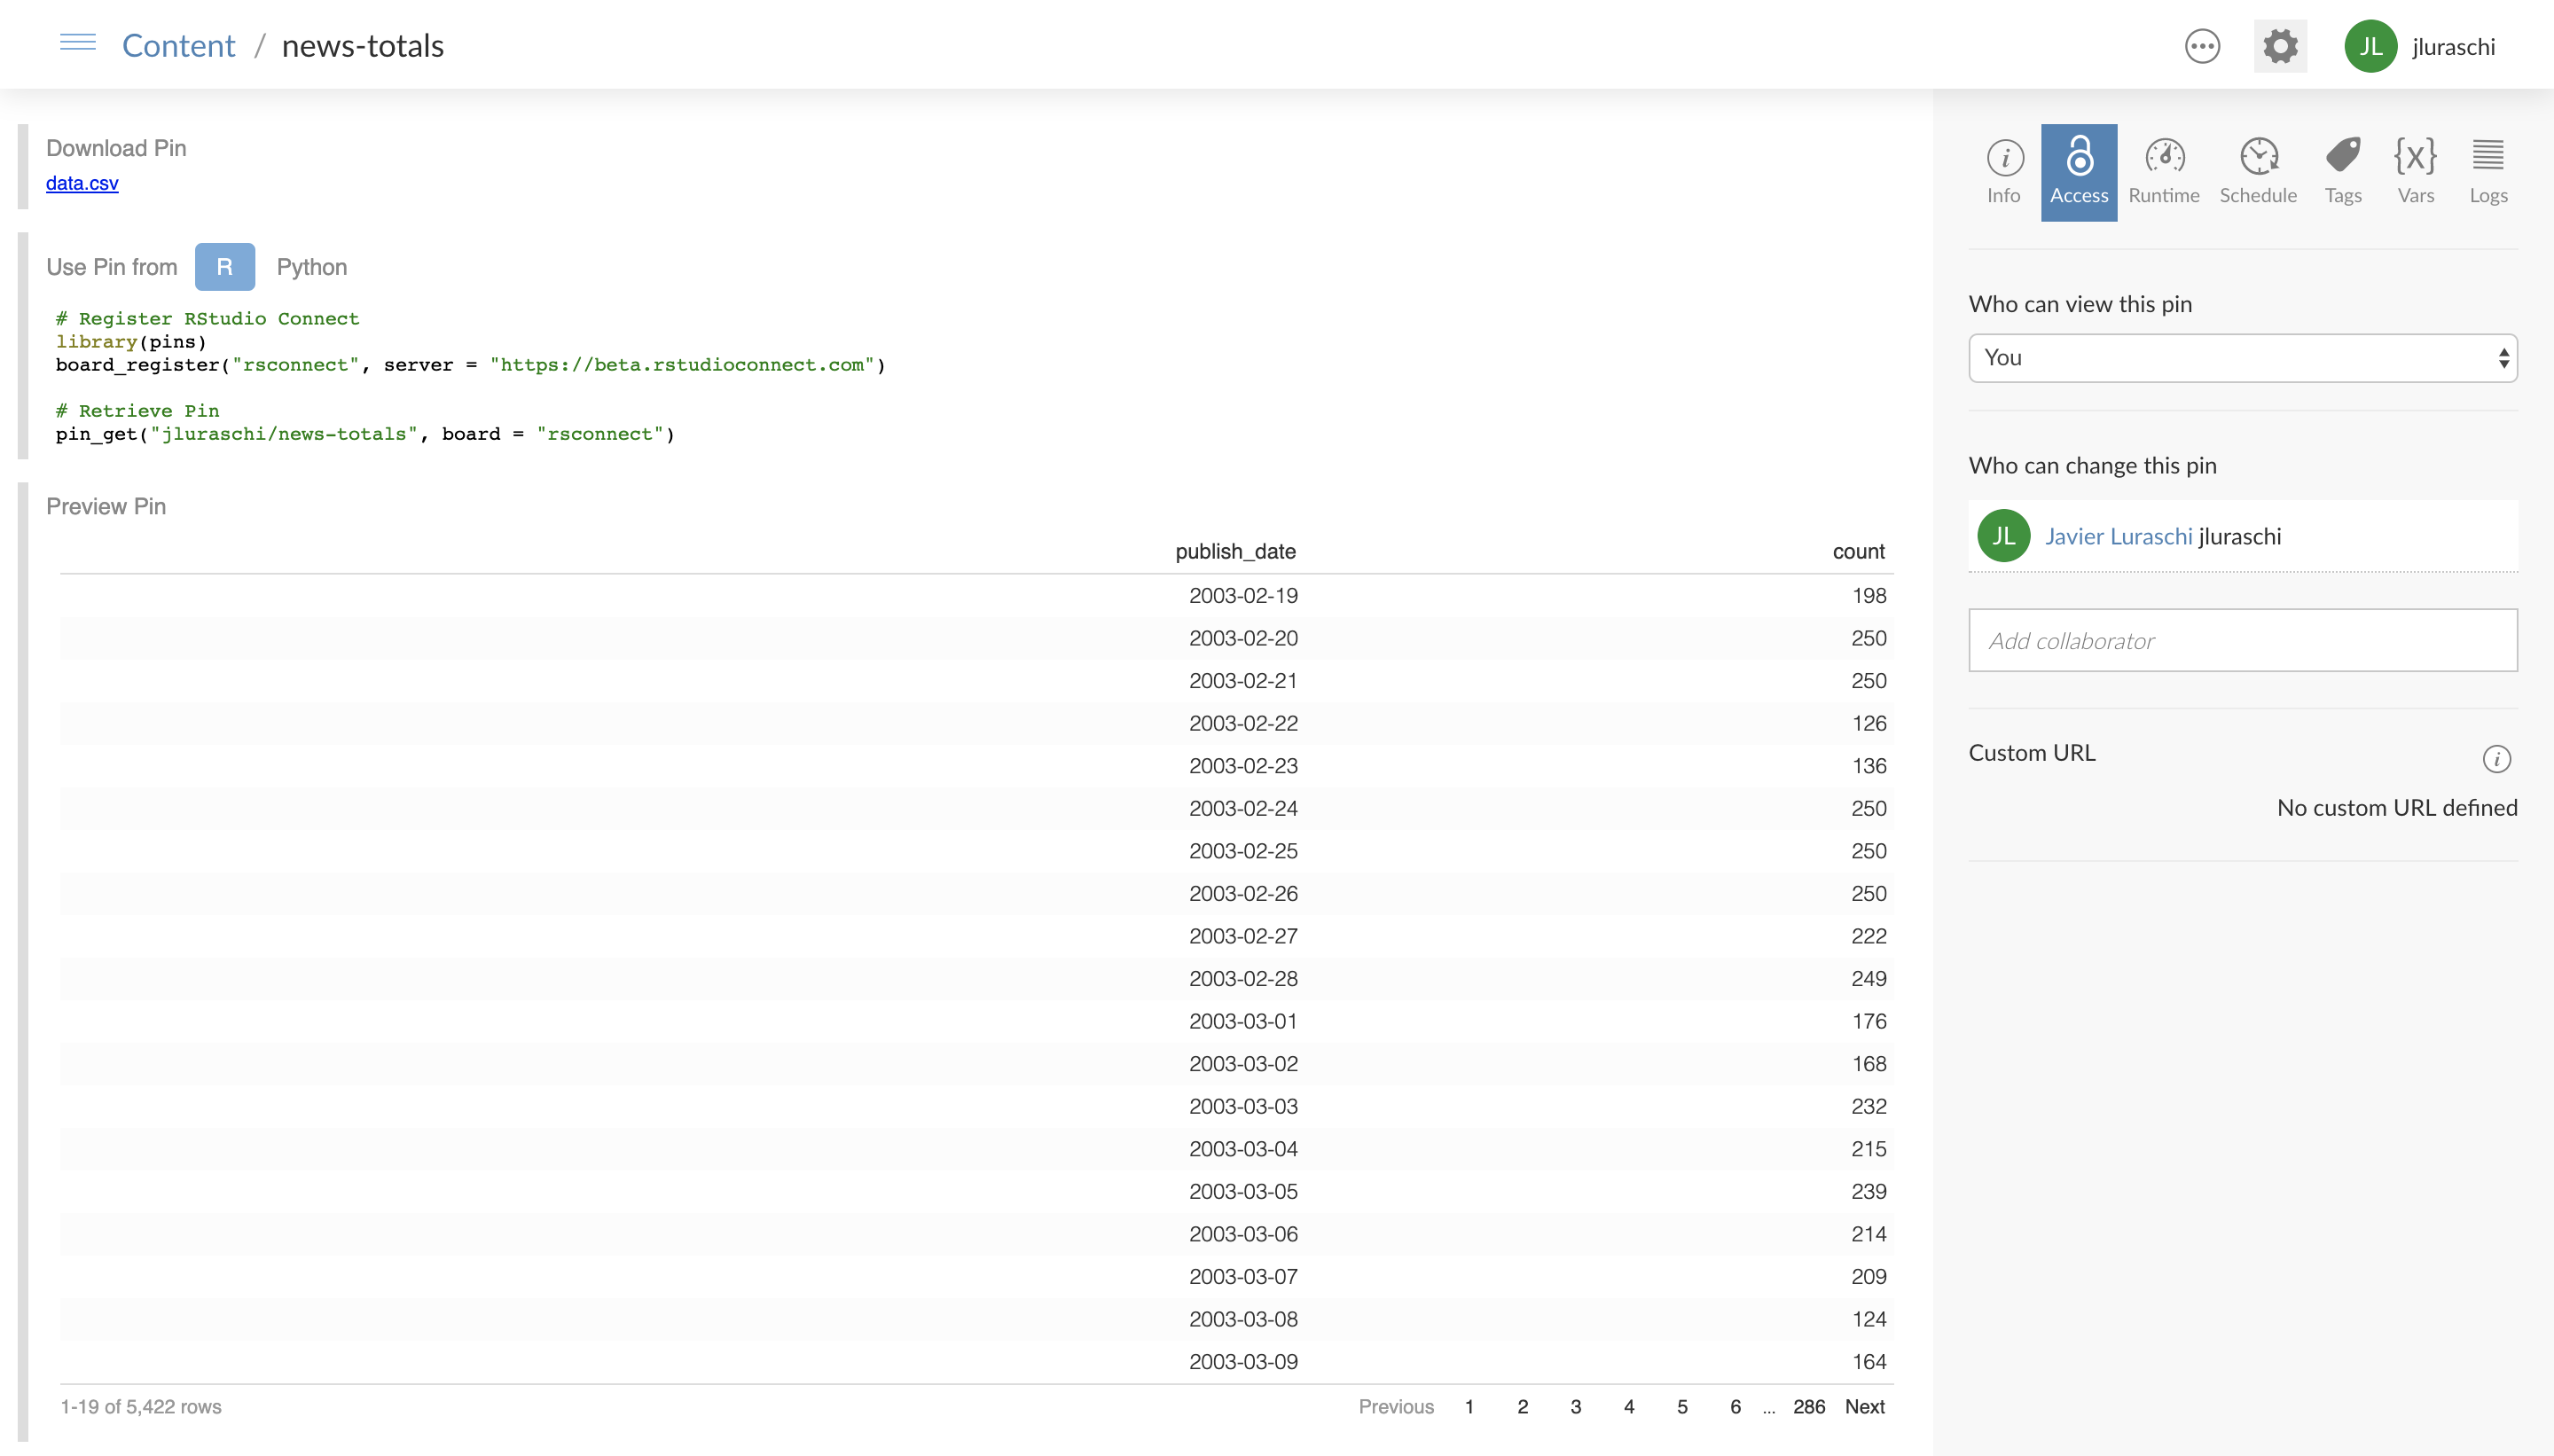 Content / news-totals
JL jluraschi
Download Pin
data.csv
Use Pin from R Python
# Register RStudio Connect
library(pins)
board_register("rsconnect", server = "https://beta.rstudioconnect.com")
# Retrieve Pin
pin_get("jluraschi/news-totals", board = "rsconnect")
Preview Pin
publish_date count
2003-02-19 198
2003-02-20 250
2003-02-21 250
2003-02-22 126
2003-02-23 136
2003-02-24 250
2003-02-25 250
2003-02-26 250
2003-02-27 222
2003-02-28 249
2003-03-01 176
2003-03-02 168
2003-03-03 232
2003-03-04 215
2003-03-05 239
2003-03-06 214
2003-03-07 209
2003-03-08 124
2003-03-09 164
1-19 of 5,422 rows
Previous 1 2 3 4 5 6 ... 286 Next
i {x}
Info Access Runtime Schedule Tags Vars Logs
Who can view this pin
You
Who can change this pin
JL Javier Luraschi jluraschi
Add collaborator
Custom URL i
No custom URL defined